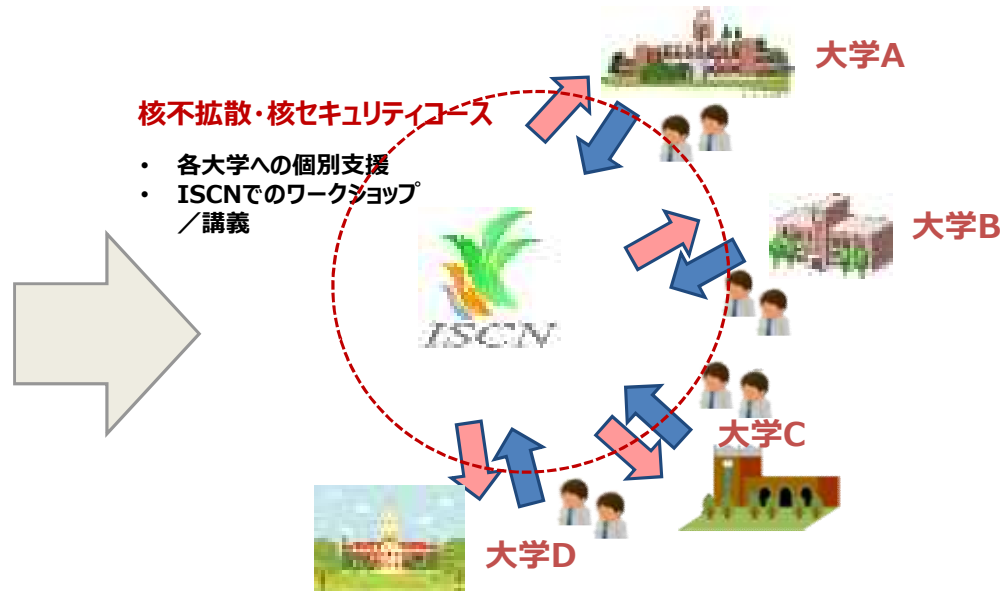 大学A
核不拡散・核セキュリティコース
• 各大学への個別支援
• ISCNでのワークショップ
／講義
大学B
ISCN
大学C
大学D